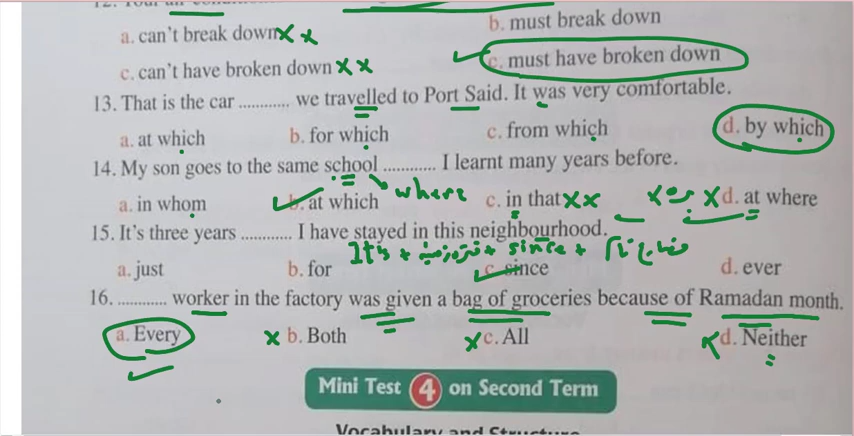 b. must break down
a. can't break down x x
c. must have broken down
c. can't have broken down x x
13. That is the car ............ we travelled to Port Said. It was very comfortable.
a. at which b. for which c. from which d. by which
14. My son goes to the same school ............ I learnt many years before.
where
a. in whom b. at which c. in that x x d. at where
15. It's three years ............ I have stayed in this neighbourhood.
It's + + since +
a. just b. for c. since d. ever
16. ............ worker in the factory was given a bag of groceries because of Ramadan month.
a. Every x b. Both x c. All x d. Neither
Mini Test 4 on Second Term
Vocabulary and Structure